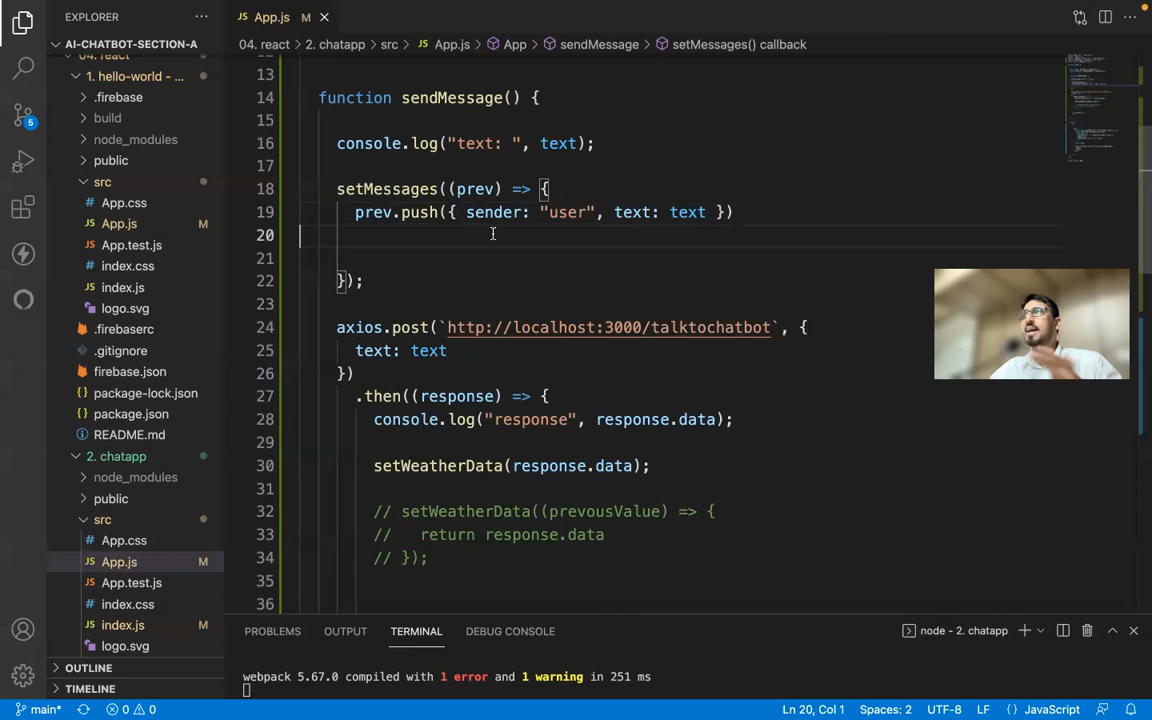 EXPLORER
App.js M
AI-CHATBOT-SECTION-A
04. react > 2. chatapp > src > App.js > App > sendMessage > setMessages() callback
04. react
1. hello-world - ...
.firebase
build
node_modules
public
src
App.css
App.js M
App.test.js
index.css
index.js
logo.svg
.firebaserc
.gitignore
firebase.json
package-lock.json
package.json
README.md
2. chatapp
node_modules
public
src
App.css
App.js M
App.test.js
index.css
index.js M
logo.svg
OUTLINE
TIMELINE
5
13
14 function sendMessage() {
15
16 console.log("text: ", text);
17
18 setMessages((prev) => {
19 prev.push({ sender: "user", text: text })
20
21
22 });
23
24 axios.post(`http://localhost:3000/talktochatbot`, {
25 text: text
26 })
27 .then((response) => {
28 console.log("response", response.data);
29
30 setWeatherData(response.data);
31
32 // setWeatherData((prevousValue) => {
33 // return response.data
34 // });
35
36
PROBLEMS OUTPUT TERMINAL DEBUG CONSOLE node - 2. chatapp
webpack 5.67.0 compiled with 1 error and 1 warning in 251 ms
main* 0 0 Ln 20, Col 1 Spaces: 2 UTF-8 LF {} JavaScript